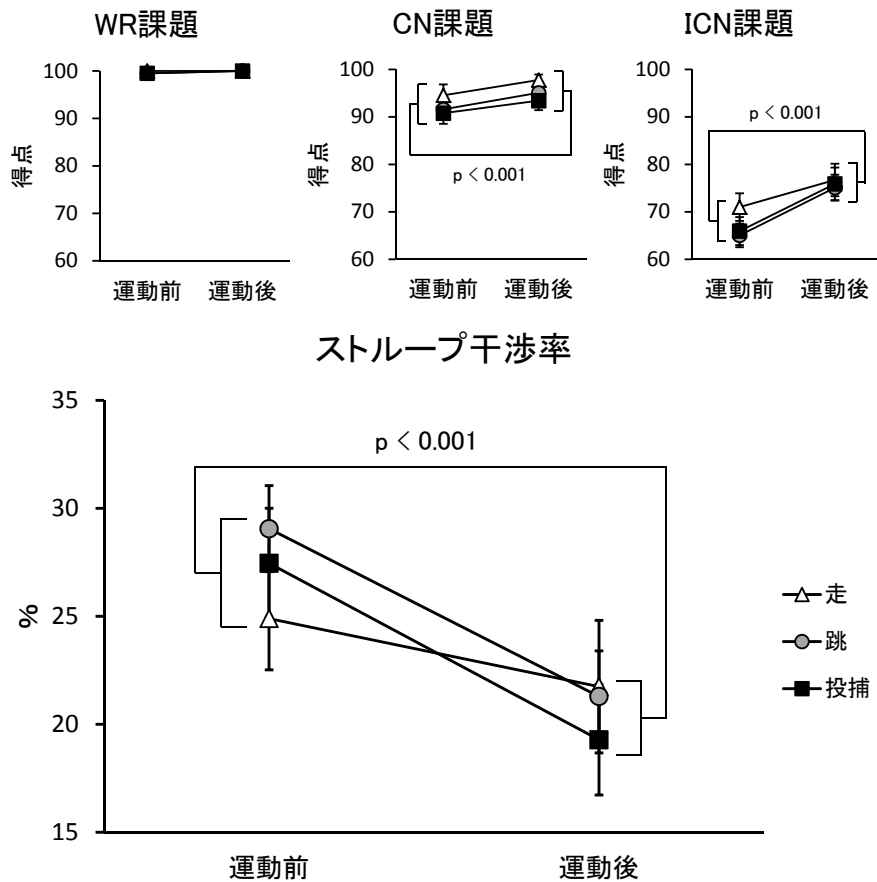 WR課題
得点
100
90
80
70
60
運動前 運動後
CN課題
得点
100
90
80
70
60
p < 0.001
運動前 運動後
ICN課題
得点
100
90
80
70
60
p < 0.001
運動前 運動後
ストループ干渉率
%
35
30
25
20
15
p < 0.001
運動前 運動後
走
跳
投捕